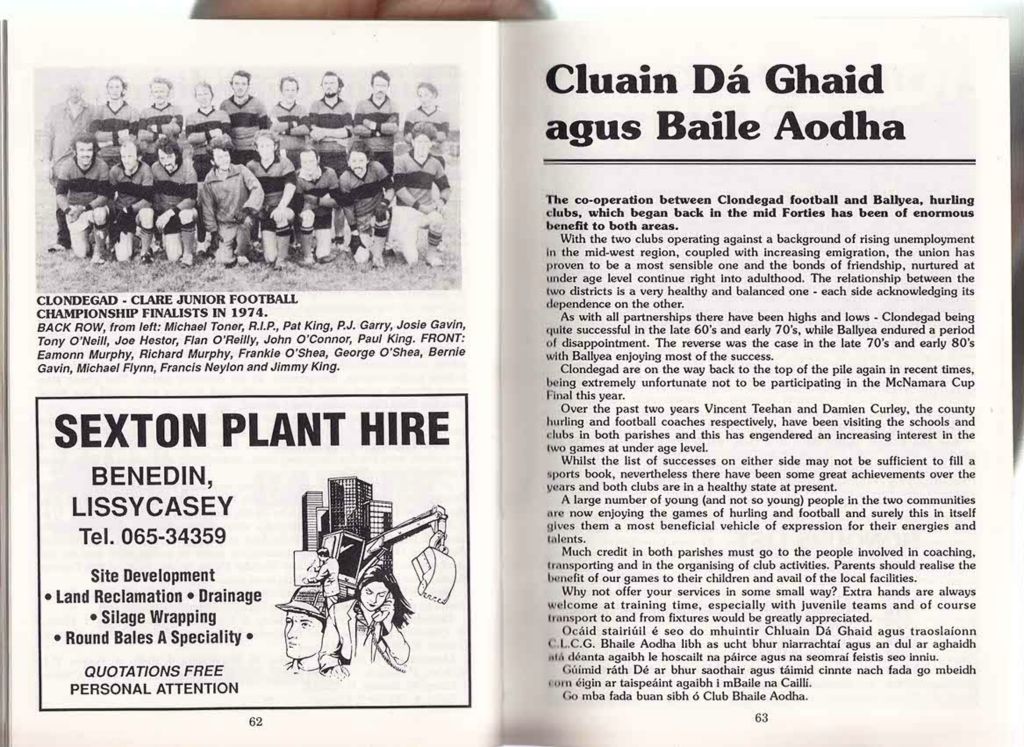 CLONDEGAD - CLARE JUNIOR FOOTBALL
CHAMPIONSHIP FINALISTS IN 1974.
BACK ROW, from left: Michael Toner, R.I.P., Pat King, P.J. Garry, Josie Gavin,
Tony O'Neill, Joe Hestor, Flan O'Reilly, John O'Connor, Paul King. FRONT:
Eamonn Murphy, Richard Murphy, Frankie O'Shea, George O'Shea, Bernie
Gavin, Michael Flynn, Francis Neylon and Jimmy King.
SEXTON PLANT HIRE
BENEDIN,
LISSYCASEY
Tel. 065-34359
Site Development
• Land Reclamation • Drainage
• Silage Wrapping
• Round Bales A Speciality •
QUOTATIONS FREE
PERSONAL ATTENTION
62
Cluain Dá Ghaid
agus Baile Aodha
The co-operation between Clondegad football and Ballyea, hurling
clubs, which began back in the mid Forties has been of enormous
benefit to both areas.
With the two clubs operating against a background of rising unemployment
in the mid-west region, coupled with increasing emigration, the union has
proven to be a most sensible one and the bonds of friendship, nurtured at
under age level continue right into adulthood. The relationship between the
two districts is a very healthy and balanced one - each side acknowledging its
dependence on the other.
As with all partnerships there have been highs and lows - Clondegad being
quite successful in the late 60's and early 70's, while Ballyea endured a period
of disappointment. The reverse was the case in the late 70's and early 80's
with Ballyea enjoying most of the success.
Clondegad are on the way back to the top of the pile again in recent times,
being extremely unfortunate not to be participating in the McNamara Cup
Final this year.
Over the past two years Vincent Teehan and Damien Curley, the county
hurling and football coaches respectively, have been visiting the schools and
clubs in both parishes and this has engendered an increasing interest in the
two games at under age level.
Whilst the list of successes on either side may not be sufficient to fill a
sports book, nevertheless there have been some great achievements over the
years and both clubs are in a healthy state at present.
A large number of young (and not so young) people in the two communities
are now enjoying the games of hurling and football and surely this in itself
gives them a most beneficial vehicle of expression for their energies and
talents.
Much credit in both parishes must go to the people involved in coaching,
transporting and in the organising of club activities. Parents should realise the
benefit of our games to their children and avail of the local facilities.
Why not offer your services in some small way? Extra hands are always
welcome at training time, especially with juvenile teams and of course
transport to and from fixtures would be greatly appreciated.
Ocáid stairiúil é seo do mhuintir Chluain Dá Ghaid agus traoslaíonn
C.L.C.G. Bhaile Aodha libh as ucht bhur niarrachtaí agus an dul ar aghaidh
atá déanta agaibh le hoscailt na páirce agus na seomraí feistis seo inniu.
Gúimid ráth Dé ar bhur saothair agus táimid cinnte nach fada go mbeidh
corn éigin ar taispeáint agaibh i mBaile na Caillí.
Go mba fada buan sibh ó Club Bhaile Aodha.
63